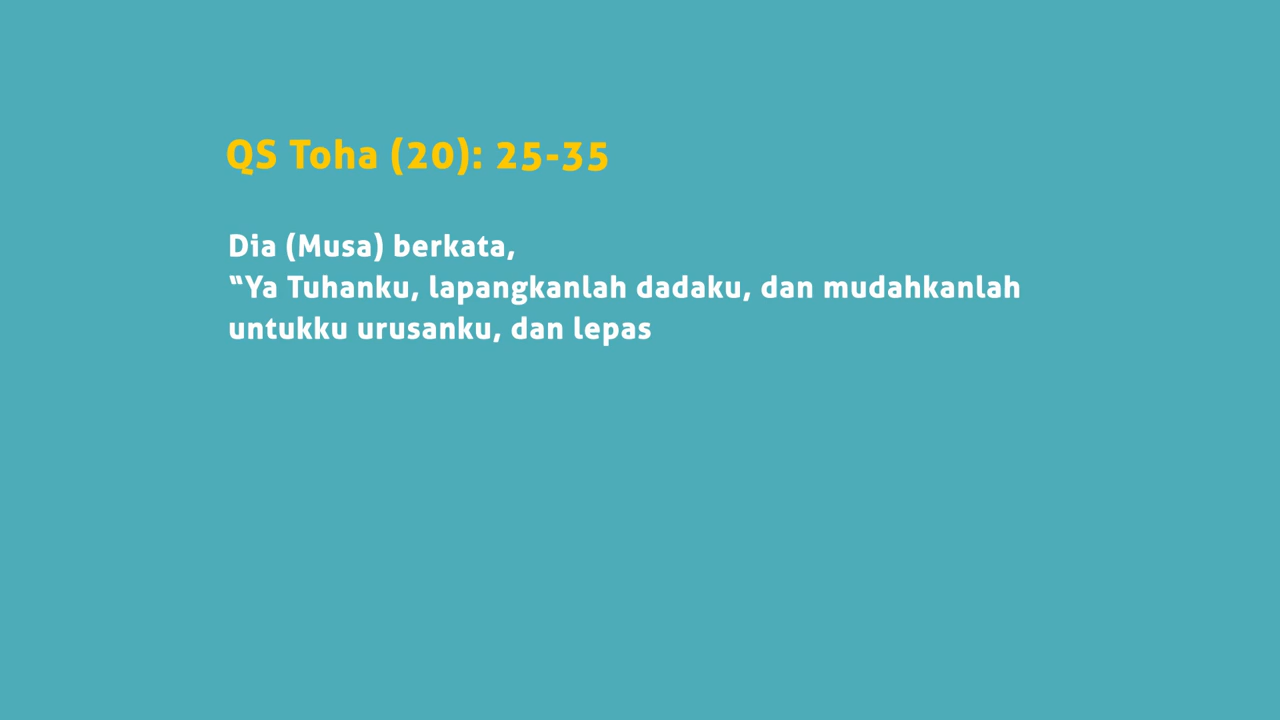 QS Toha (20): 25-35
Dia (Musa) berkata,
“Ya Tuhanku, lapangkanlah dadaku, dan mudahkanlah
untukku urusanku, dan lepas